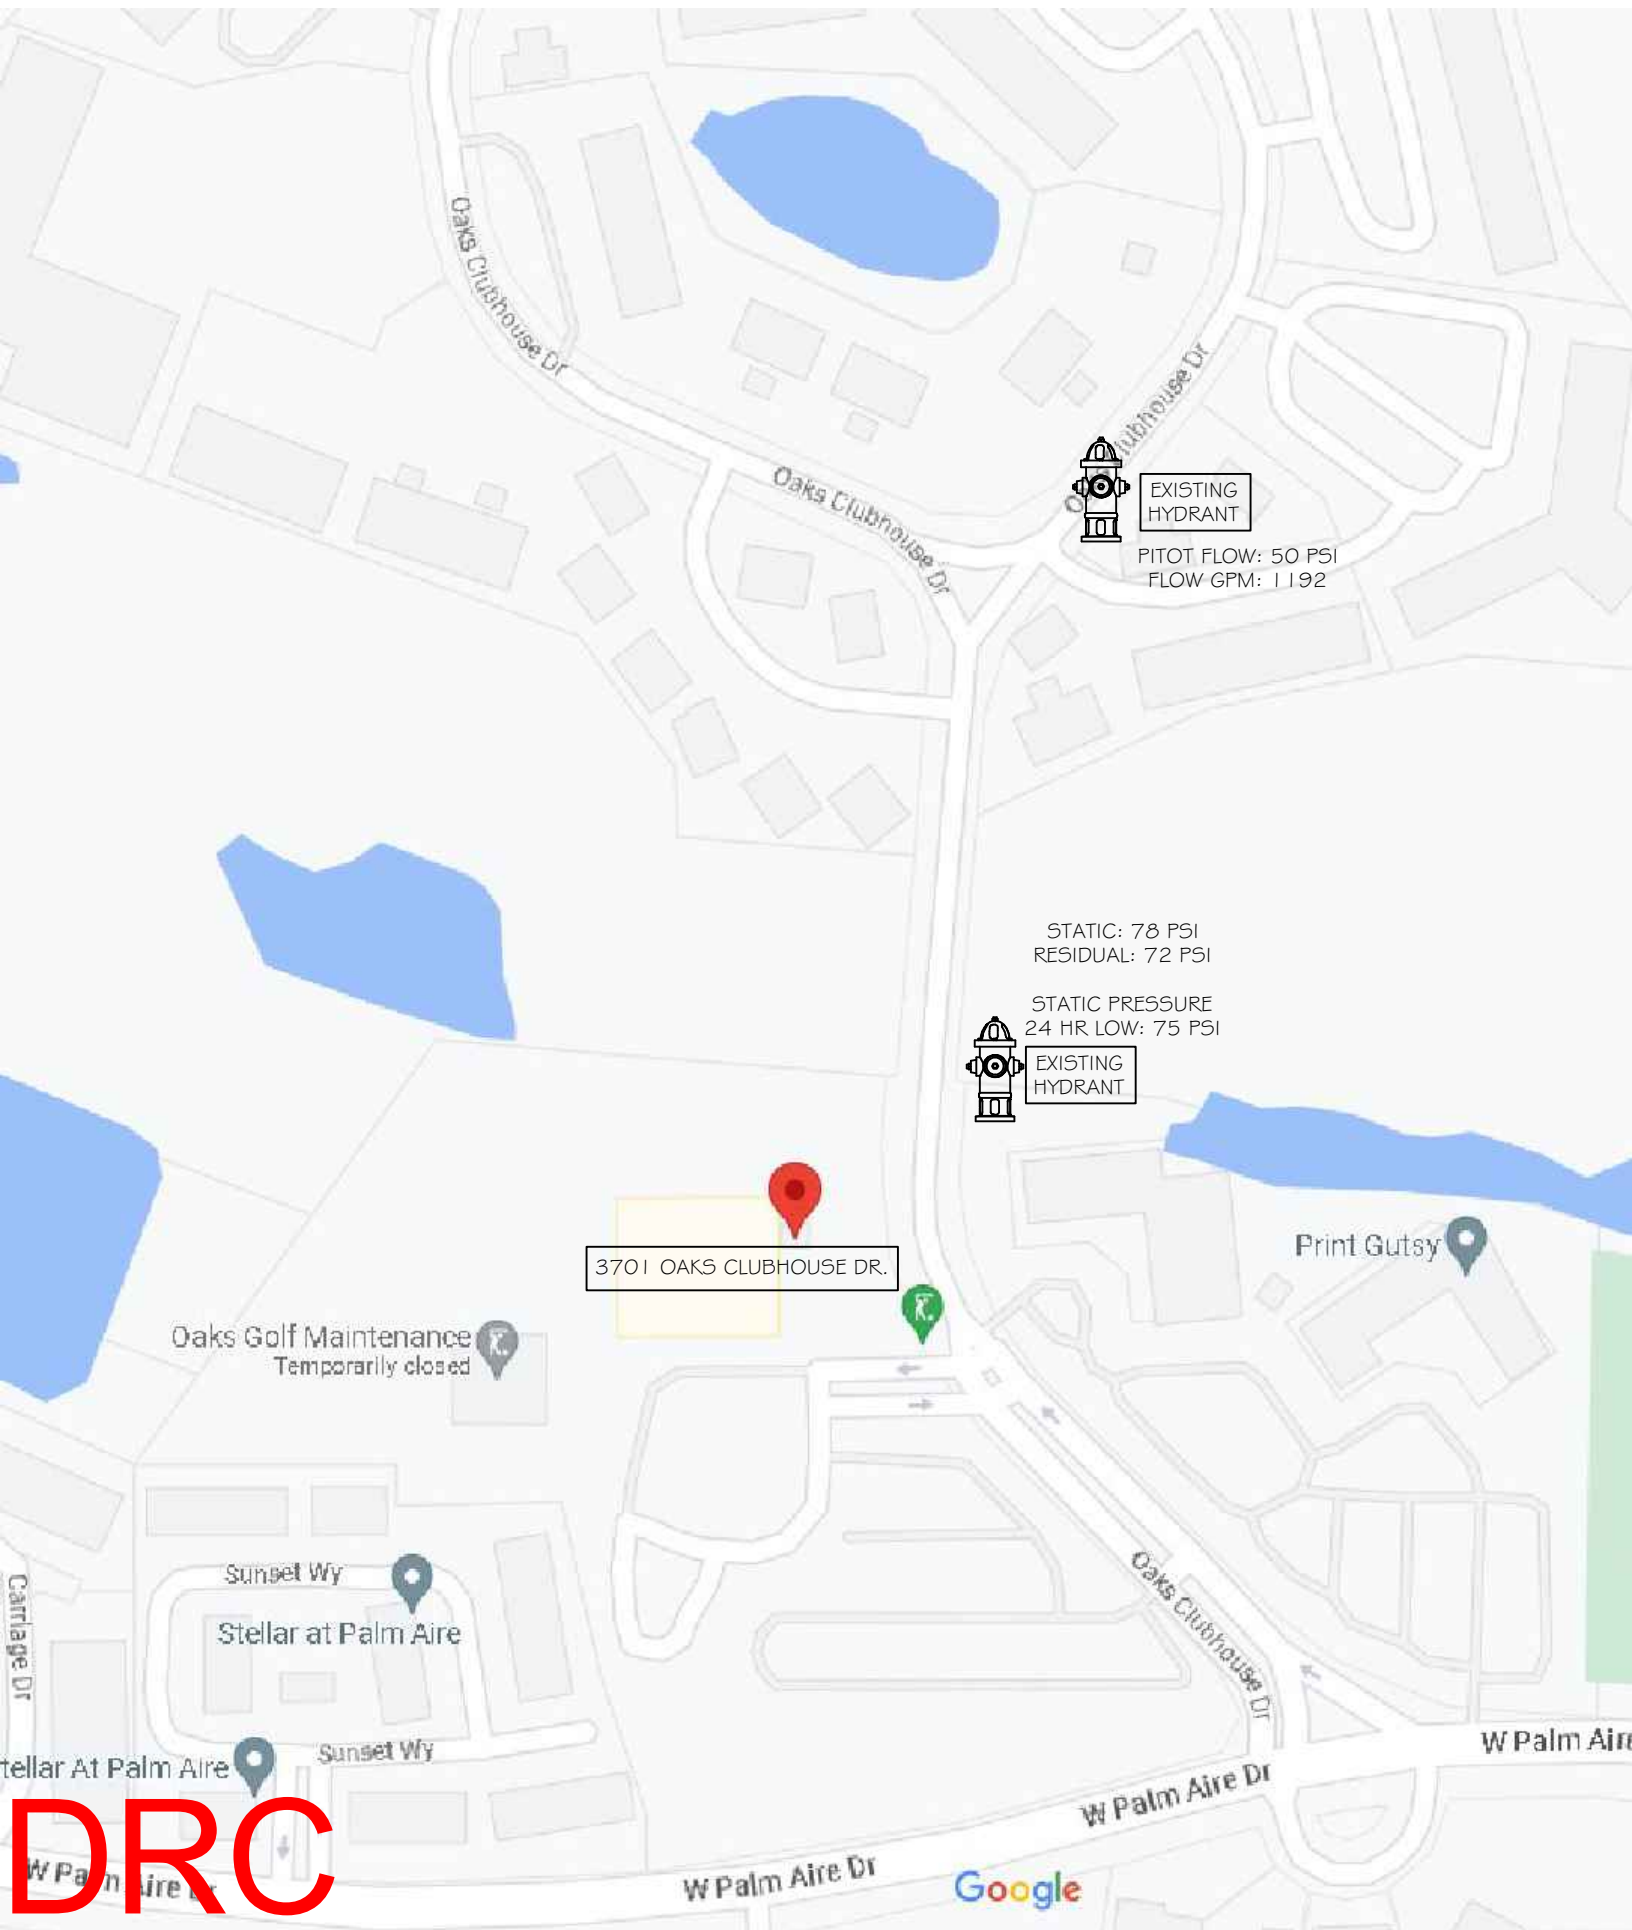 Oaks Clubhouse Dr
Oaks Clubhouse Dr
Clubhouse Dr
EXISTING
HYDRANT
PITOT FLOW: 50 PSI
FLOW GPM: 1192
STATIC: 78 PSI
RESIDUAL: 72 PSI
STATIC PRESSURE
24 HR LOW: 75 PSI
EXISTING
HYDRANT
Print Gutsy
3701 OAKS CLUBHOUSE DR.
Oaks Golf Maintenance
Temporarily closed
Oaks Clubhouse Dr
Sunset Wy
Carriage Dr
Stellar at Palm Aire
Sunset Wy
W Palm Aire
tellar At Palm Aire
W Palm Aire Dr
DRC
W Palm Aire Dr
W Palm Aire Dr
Google